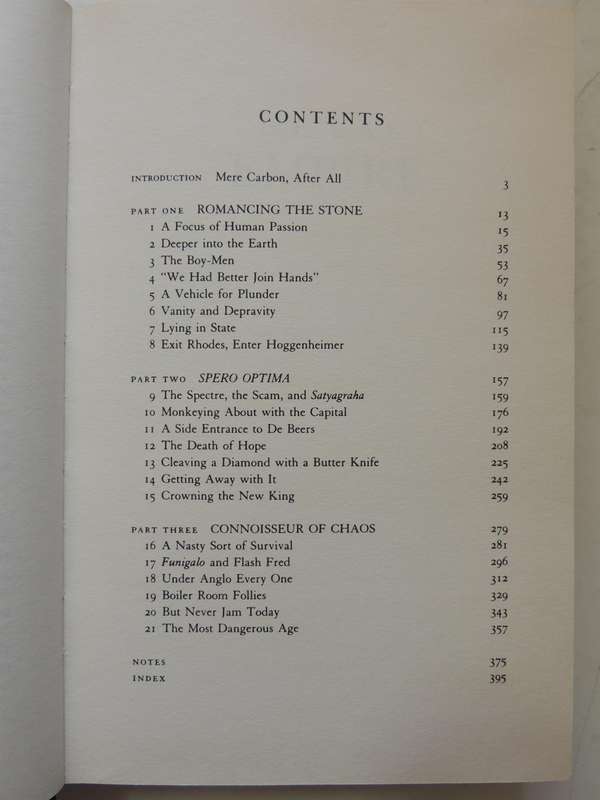 CONTENTS
INTRODUCTION Mere Carbon, After All 3
PART ONE ROMANCING THE STONE 13
1 A Focus of Human Passion 15
2 Deeper into the Earth 35
3 The Boy-Men 53
4 "We Had Better Join Hands" 67
5 A Vehicle for Plunder 81
6 Vanity and Depravity 97
7 Lying in State 115
8 Exit Rhodes, Enter Hoggenheimer 139
PART TWO SPERO OPTIMA 157
9 The Spectre, the Scam, and Satyagraha 159
10 Monkeying About with the Capital 176
11 A Side Entrance to De Beers 192
12 The Death of Hope 208
13 Cleaving a Diamond with a Butter Knife 225
14 Getting Away with It 242
15 Crowning the New King 259
PART THREE CONNOISSEUR OF CHAOS 279
16 A Nasty Sort of Survival 281
17 Funigalo and Flash Fred 296
18 Under Anglo Every One 312
19 Boiler Room Follies 329
20 But Never Jam Today 343
21 The Most Dangerous Age 357
NOTES 375
INDEX 395